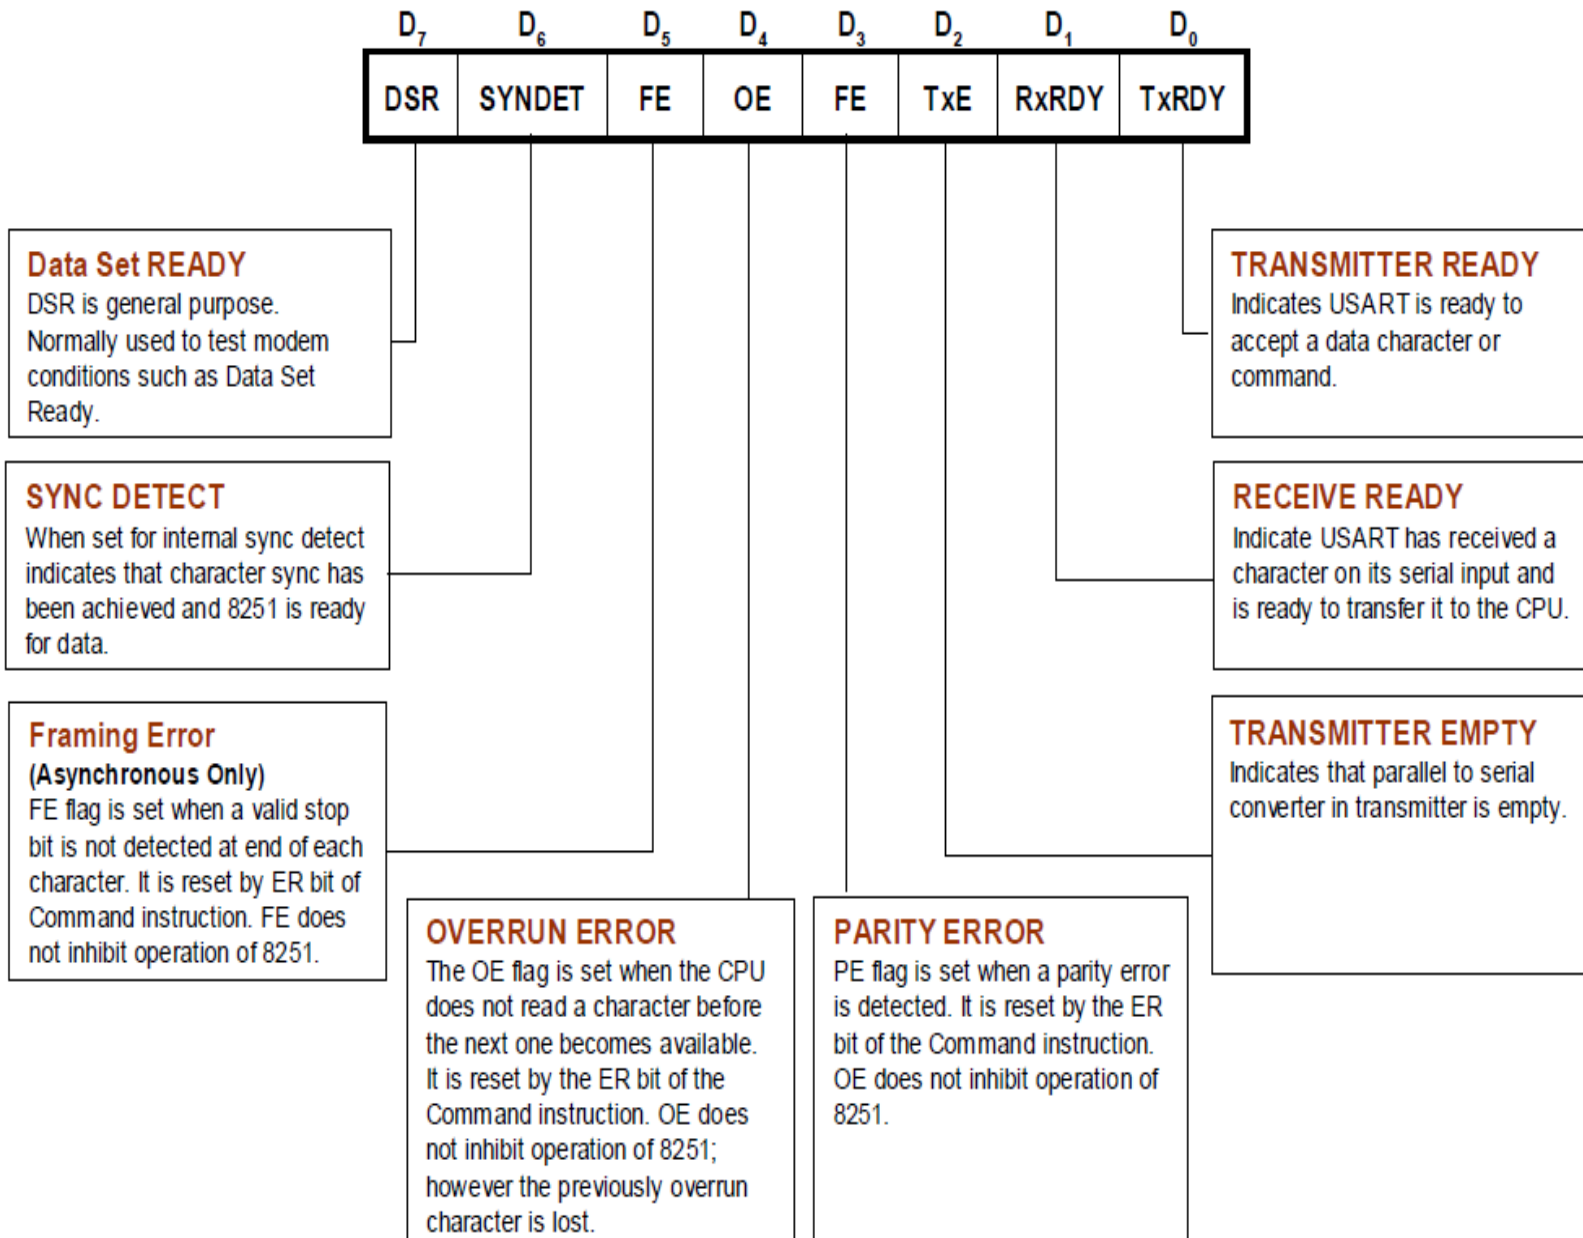 D7 D6 D5 D4 D3 D2 D1 D0
DSR SYNDET FE OE FE TxE RxRDY TxRDY
Data Set READY
DSR is general purpose.
Normally used to test modem
conditions such as Data Set
Ready.
TRANSMITTER READY
Indicates USART is ready to
accept a data character or
command.
SYNC DETECT
When set for internal sync detect
indicates that character sync has
been achieved and 8251 is ready
for data.
RECEIVE READY
Indicate USART has received a
character on its serial input and
is ready to transfer it to the CPU.
Framing Error
(Asynchronous Only)
FE flag is set when a valid stop
bit is not detected at end of each
character. It is reset by ER bit of
Command instruction. FE does
not inhibit operation of 8251.
TRANSMITTER EMPTY
Indicates that parallel to serial
converter in transmitter is empty.
OVERRUN ERROR
The OE flag is set when the CPU
does not read a character before
the next one becomes available.
It is reset by the ER bit of the
Command instruction. OE does
not inhibit operation of 8251;
however the previously overrun
character is lost.
PARITY ERROR
PE flag is set when a parity error
is detected. It is reset by the ER
bit of the Command instruction.
OE does not inhibit operation of
8251.